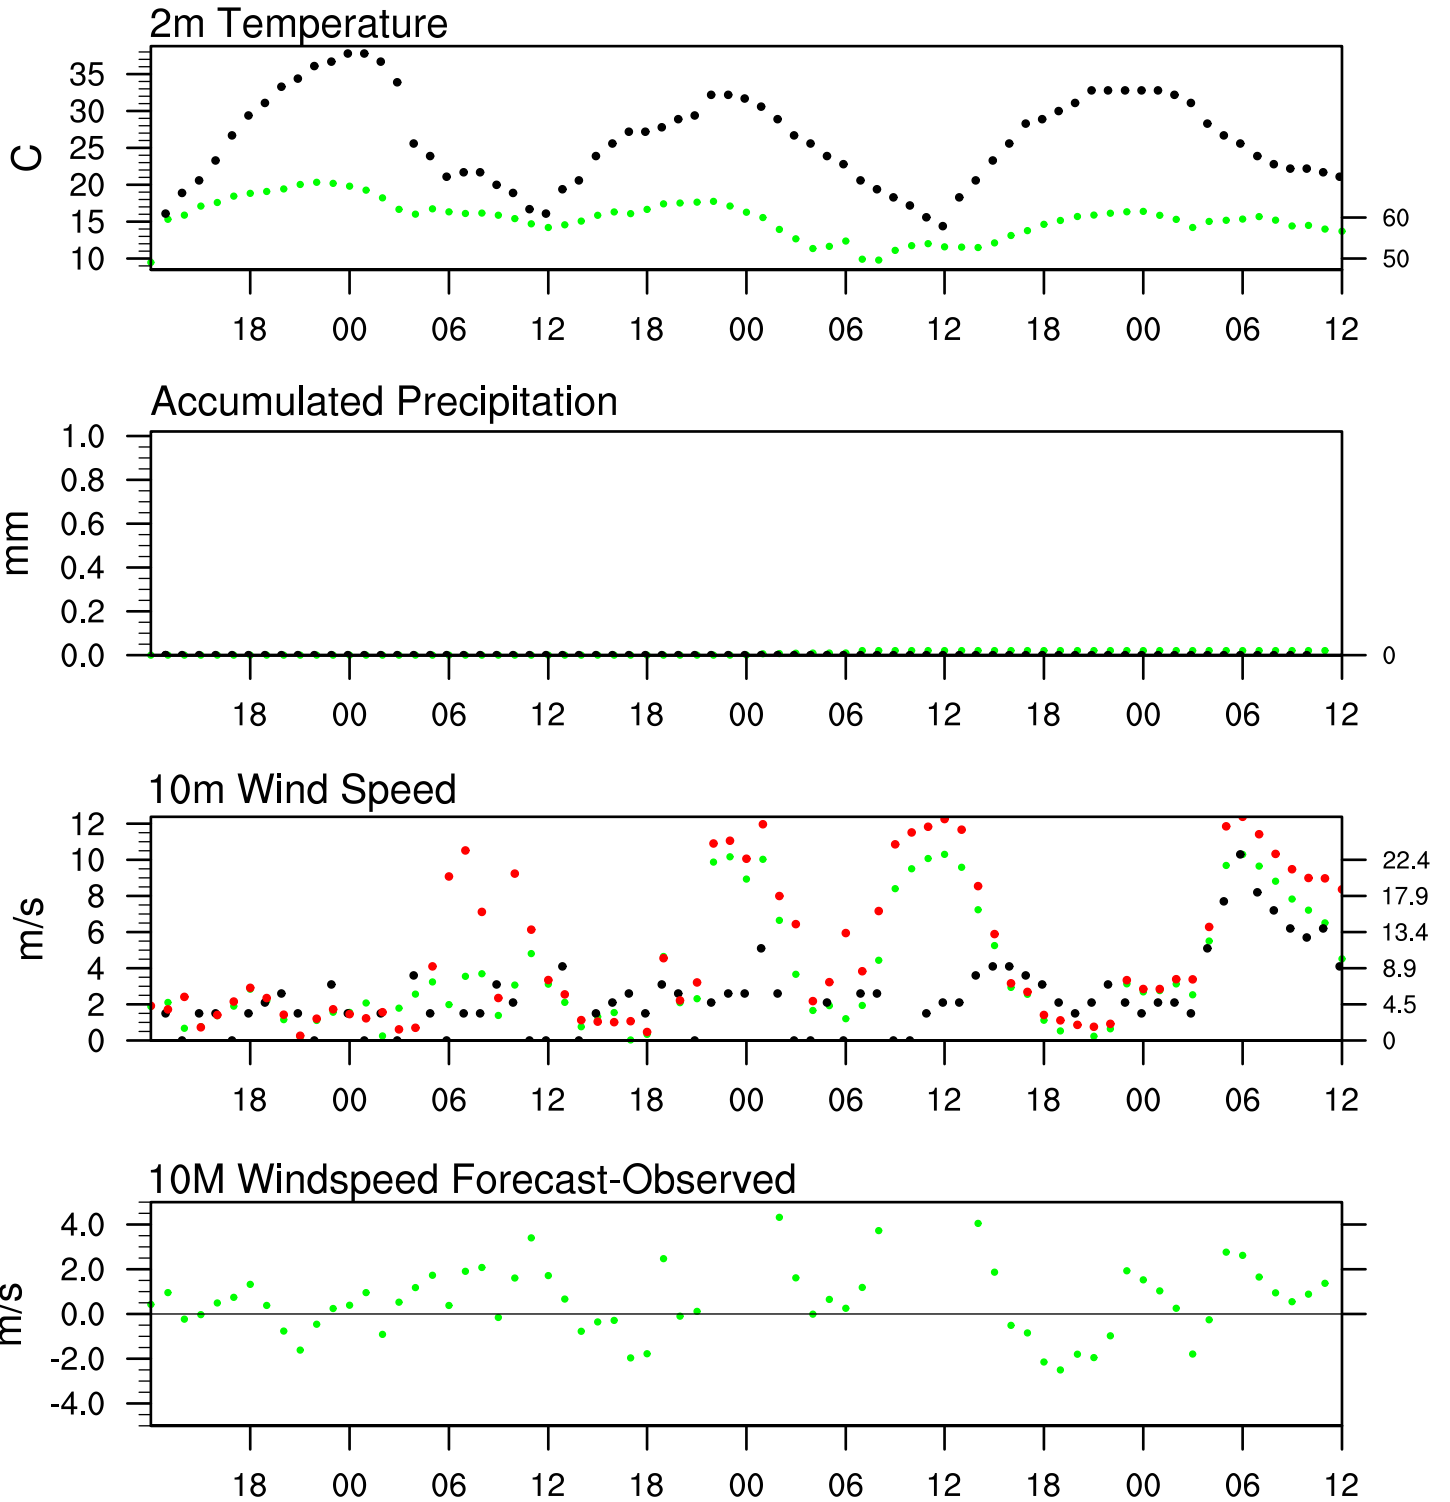 2m Temperature
35
30
25
20
15
10
C
60
50
18 00 06 12 18 00 06 12 18 00 06 12
Accumulated Precipitation
1.0
0.8
0.6
0.4
0.2
0.0
mm
0
18 00 06 12 18 00 06 12 18 00 06 12
10m Wind Speed
12
10
8
6
4
2
0
m/s
22.4
17.9
13.4
8.9
4.5
0
18 00 06 12 18 00 06 12 18 00 06 12
10M Windspeed Forecast-Observed
4.0
2.0
0.0
-2.0
-4.0
m/s
18 00 06 12 18 00 06 12 18 00 06 12